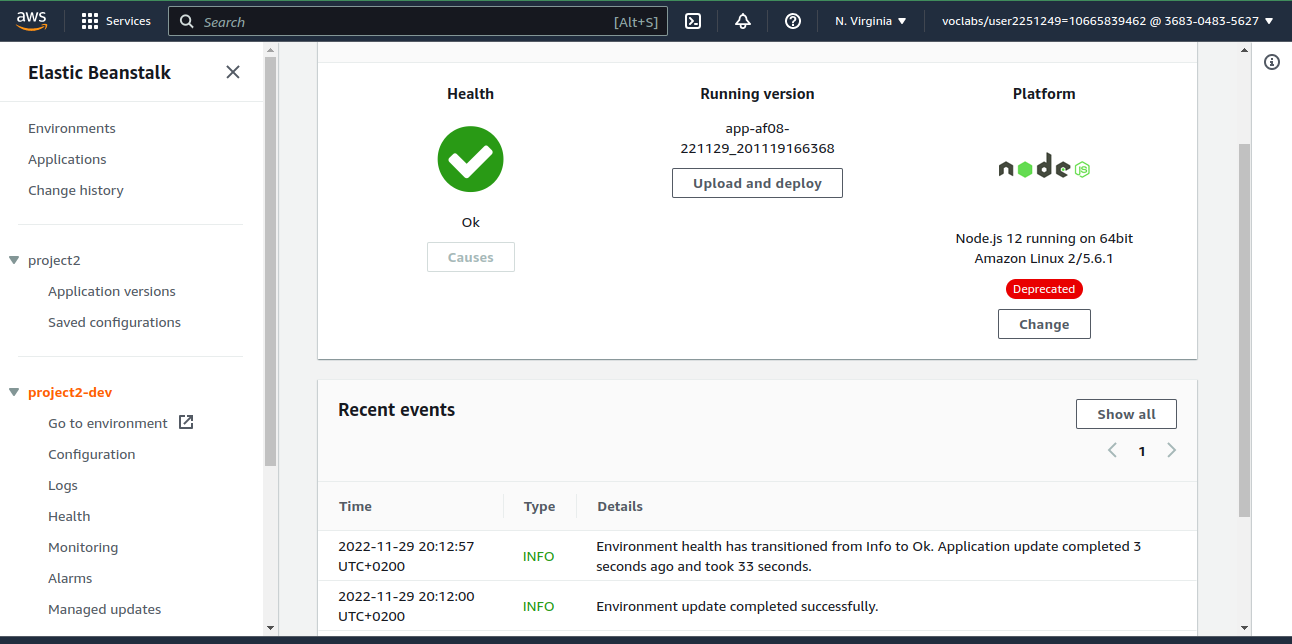 aws
Services
Search
[Alt+S]
N. Virginia
voclabs/user2251249=10665839462 @ 3683-0483-5627
Elastic Beanstalk
Environments
Applications
Change history
project2
Application versions
Saved configurations
project2-dev
Go to environment
Configuration
Logs
Health
Monitoring
Alarms
Managed updates
Health
Ok
Causes
Running version
app-af08-
221129_201119166368
Upload and deploy
Platform
node JS
Node.js 12 running on 64bit
Amazon Linux 2/5.6.1
Deprecated
Change
Recent events
Show all
1
Time
Type
Details
2022-11-29 20:12:57
UTC+0200
INFO
Environment health has transitioned from Info to Ok. Application update completed 3
seconds ago and took 33 seconds.
2022-11-29 20:12:00
UTC+0200
INFO
Environment update completed successfully.